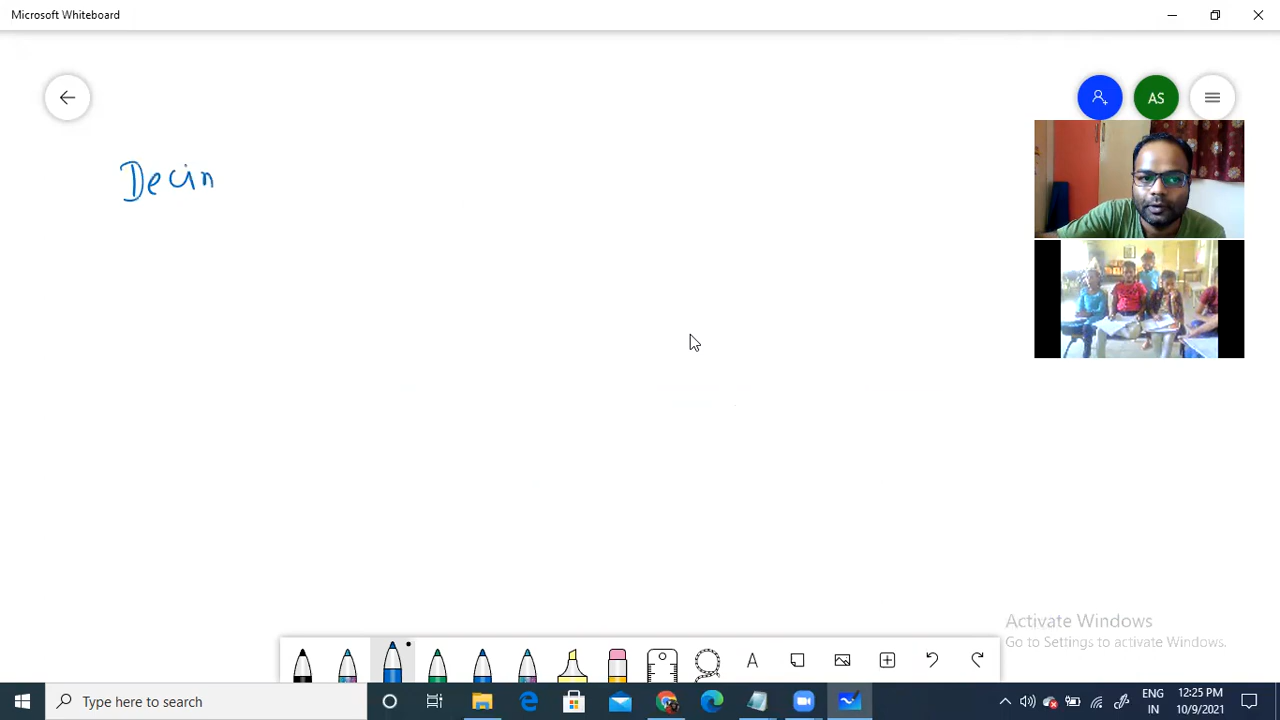 Microsoft Whiteboard
AS
Decim
A
Activate Windows
Go to Settings to activate Windows.
Type here to search
ENG
IN
12:25 PM
10/9/2021